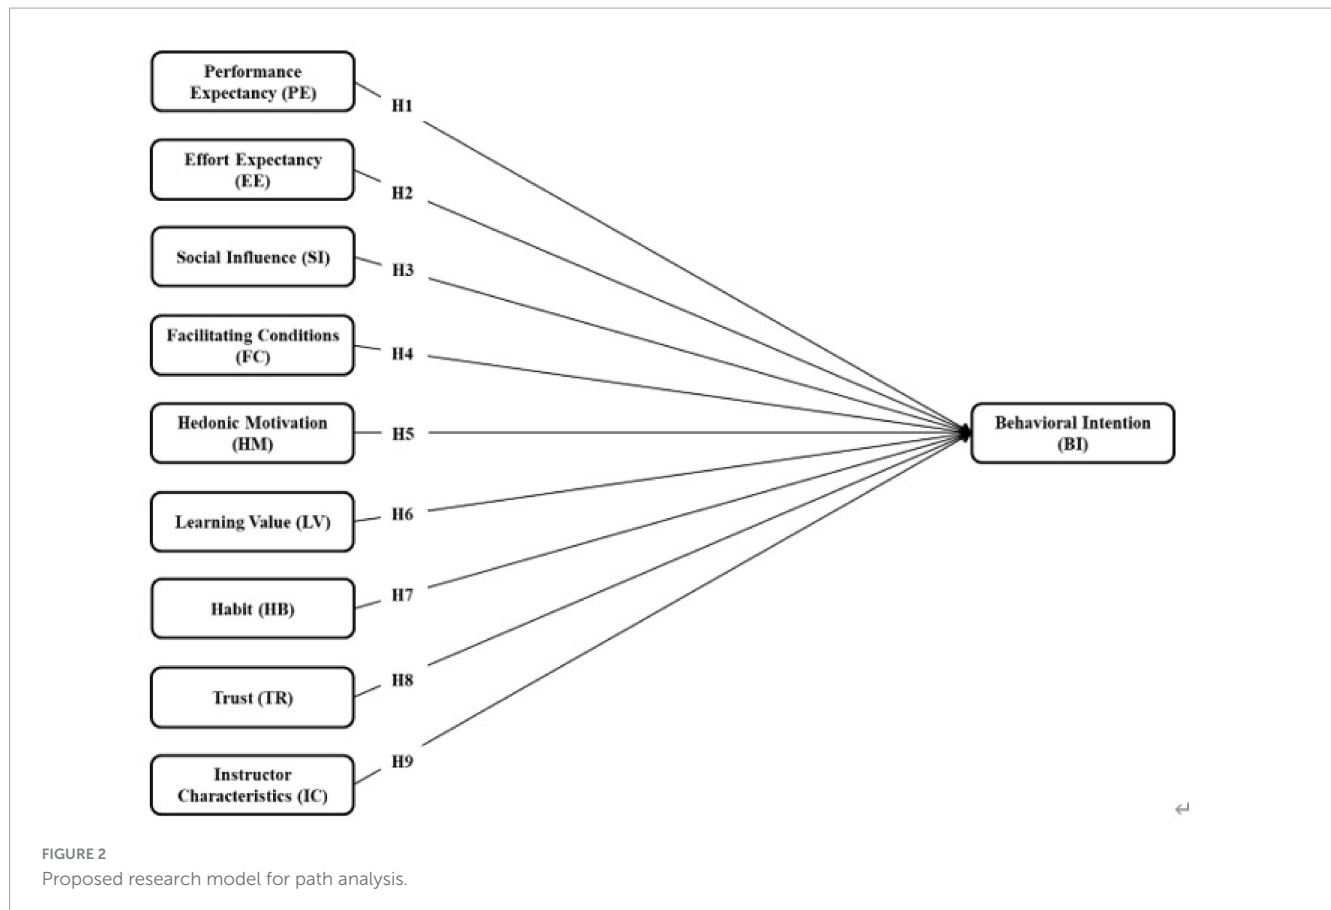 Performance
Expectancy (PE)
H1
Effort Expectancy
(EE)
H2
Social Influence (SI)
H3
Facilitating Conditions
(FC)
H4
Hedonic Motivation
(HM)
H5
Behavioral Intention
(BI)
Learning Value (LV)
H6
Habit (HB)
H7
Trust (TR)
H8
Instructor
Characteristics (IC)
H9
↵
FIGURE 2
Proposed research model for path analysis.